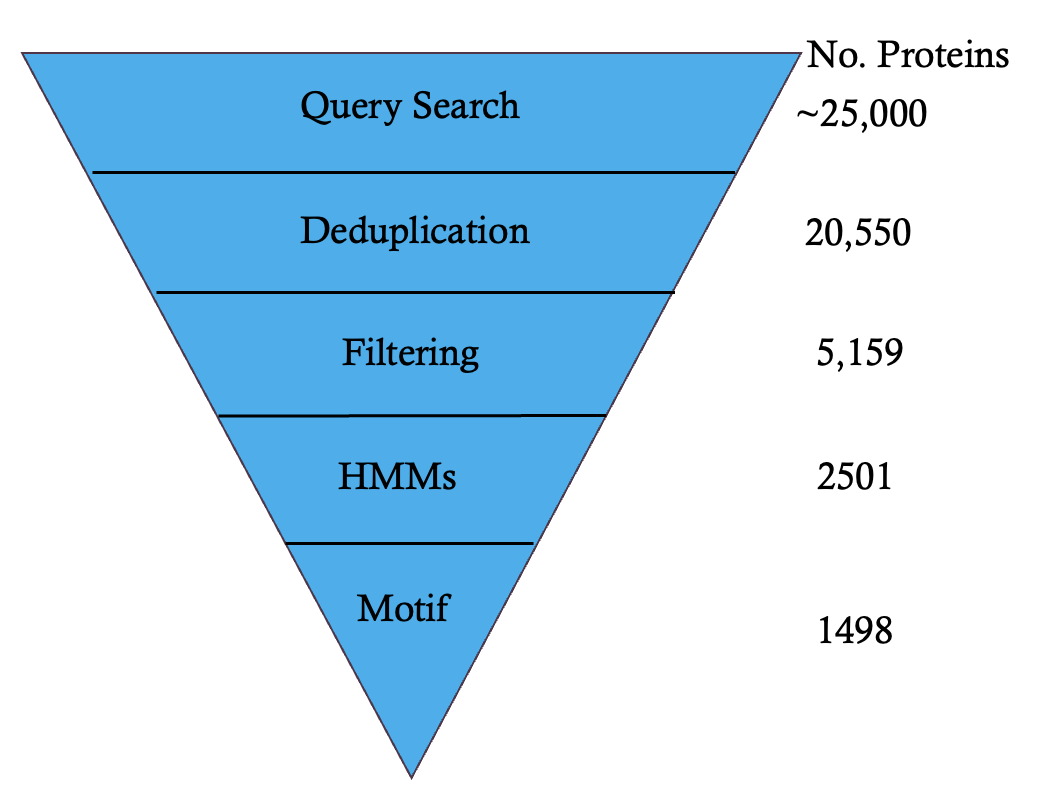 No. Proteins
Query Search
~25,000
Deduplication
20,550
Filtering
5,159
HMMs
2501
Motif
1498